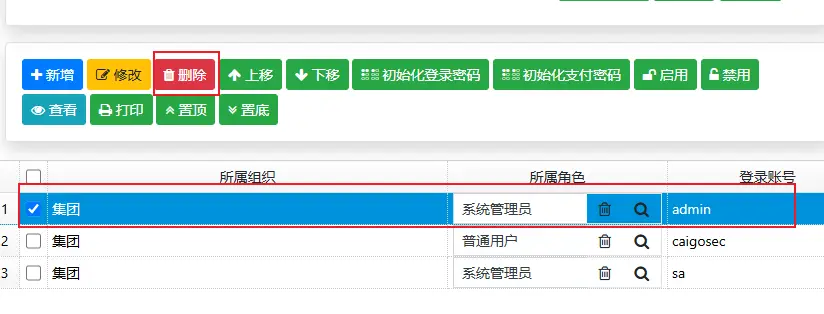 新增 修改 删除 上移 下移 初始化登录密码 初始化支付密码 启用 禁用
查看 打印 置顶 置底
所属组织 所属角色 登录账号
1 集团 系统管理员 admin
2 集团 普通用户 caigosec
3 集团 系统管理员 sa